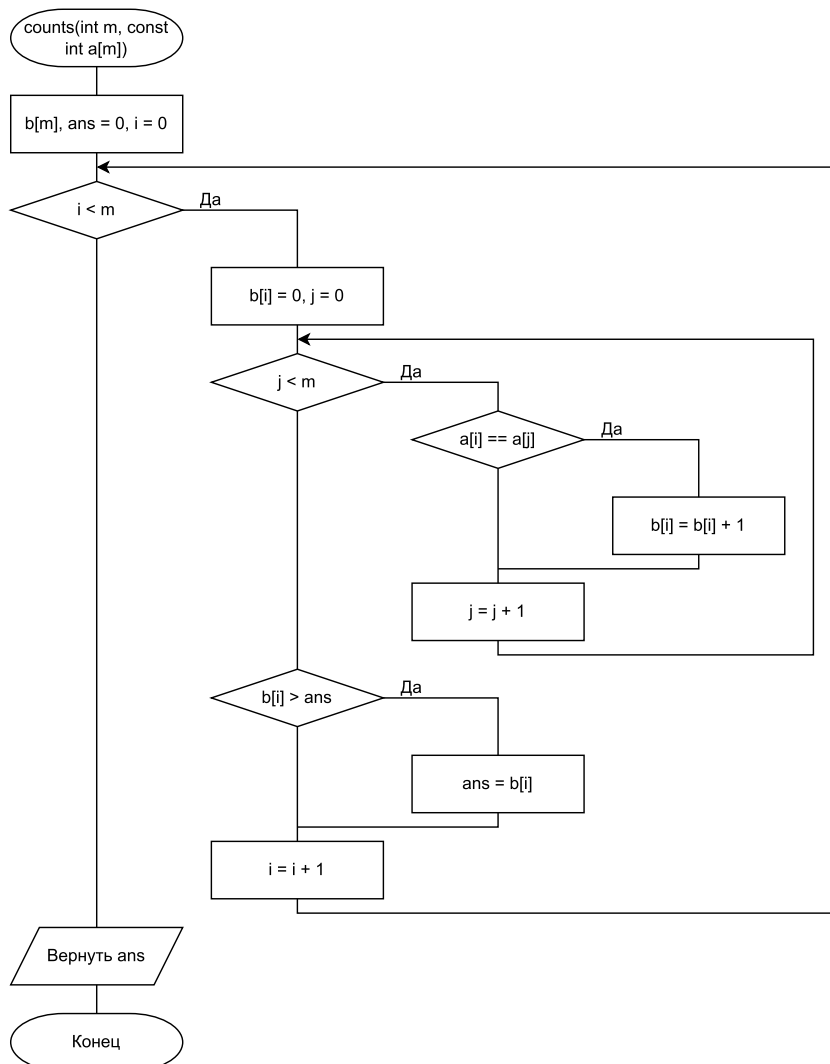 counts(int m, const
int a[m])
b[m], ans = 0, i = 0
i < m
Да
b[i] = 0, j = 0
j < m
Да
a[i] == a[j]
Да
b[i] = b[i] + 1
j = j + 1
b[i] > ans
Да
ans = b[i]
i = i + 1
Вернуть ans
Конец